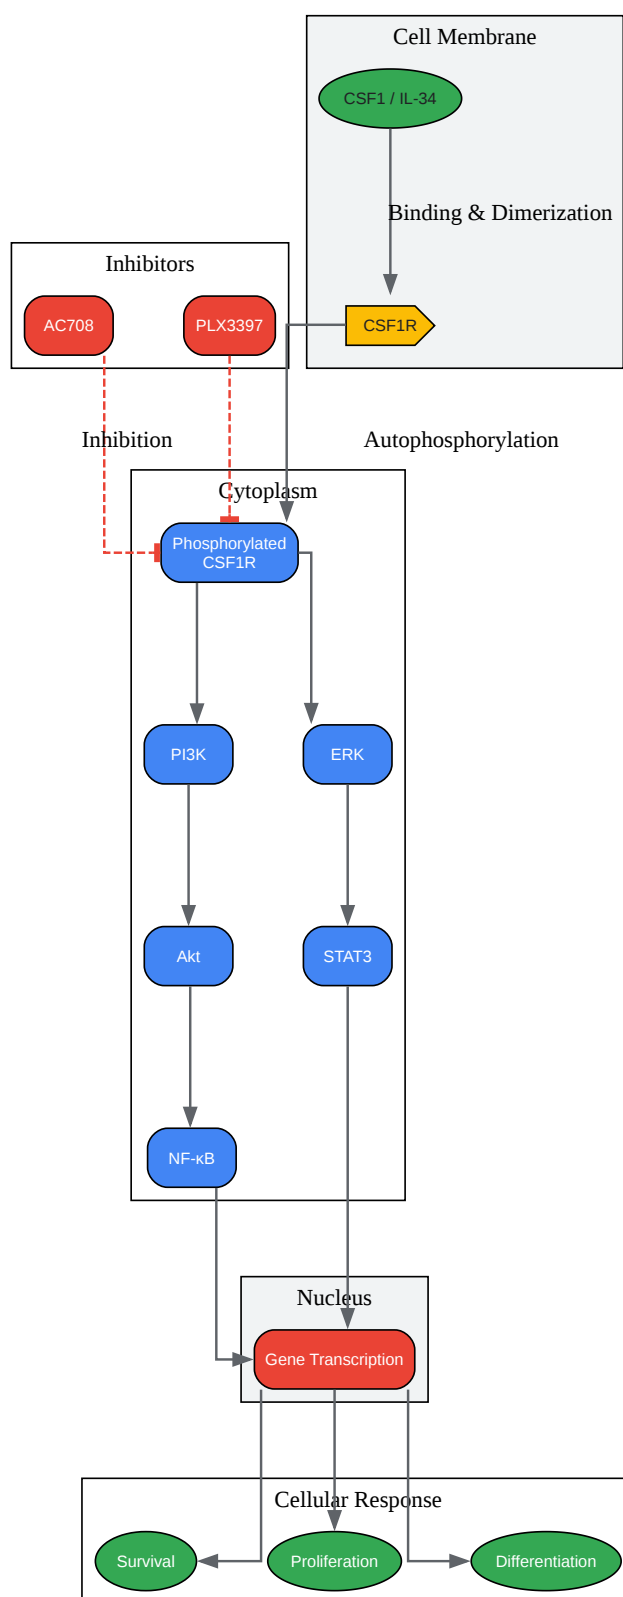 Cell Membrane
CSF1 / IL-34
Binding & Dimerization
Inhibitors
AC708
PLX3397
CSF1R
Inhibition
Autophosphorylation
Cytoplasm
Phosphorylated
CSF1R
PI3K
ERK
Akt
STAT3
NF-κB
Nucleus
Gene Transcription
Cellular Response
Survival
Proliferation
Differentiation